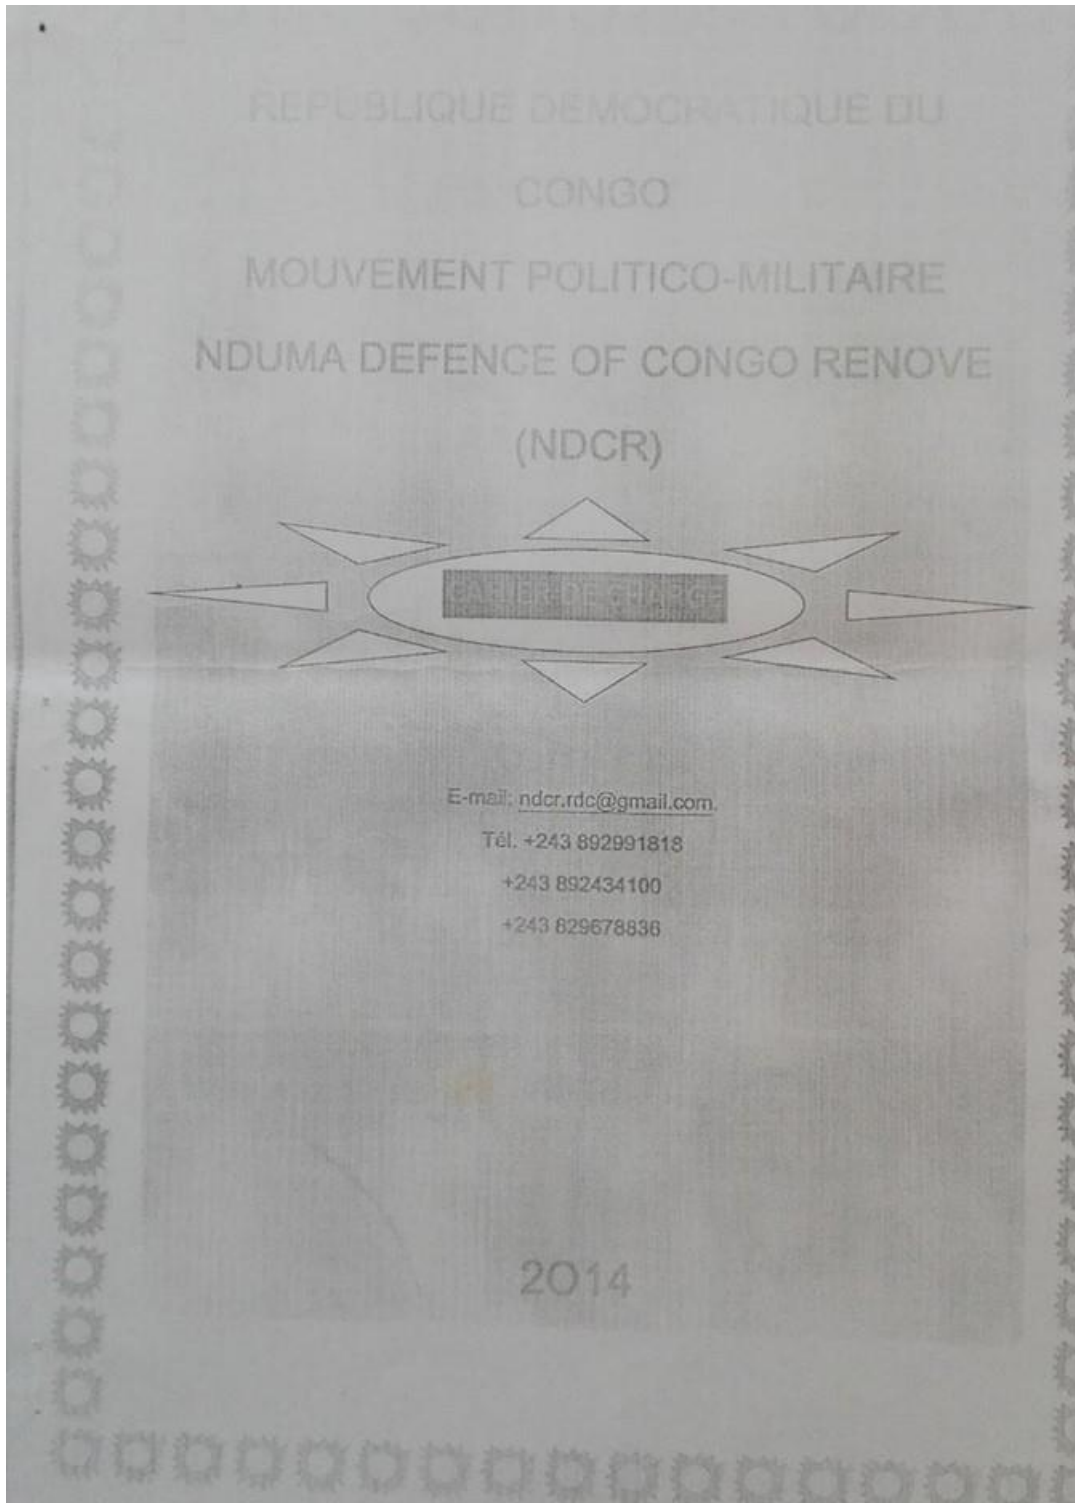 REPUBLIQUE DEMOCRATIQUE DU
CONGO
MOUVEMENT POLITICO-MILITAIRE
NDUMA DEFENCE OF CONGO RENOVE
(NDCR)
CAHIER DE CHARGE
E-mail: ndcr.rdc@gmail.com.
Tél. +243 892991818
+243 892434100
+243 829678836
2O14